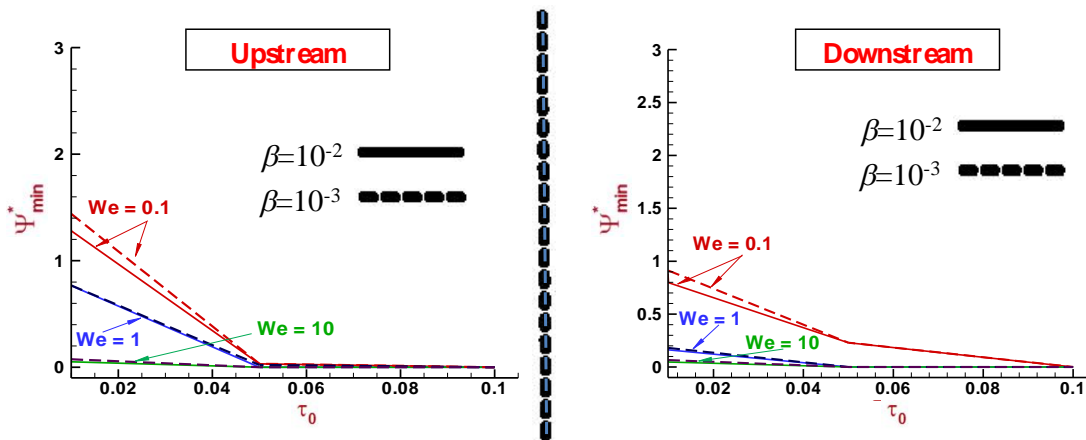 Upstream
3
2
1
0
Ψ*min
β=10-2
β=10-3
We = 0.1
We = 1
We = 10
0.02 0.04 0.06 0.08 0.1
τ0
Downstream
3
2.5
2
1.5
1
0.5
0
Ψ*min
β=10-2
β=10-3
We = 0.1
We = 1
We = 10
0.02 0.04 0.06 0.08 0.1
τ0